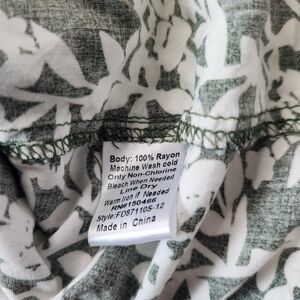 Body: 100% Rayon
Machine Wash cold
Only Non-Chlorine
Bleach When Needed
Line Dry
Warm Iron if Needed
RN#150466
Style:FD87110S-12
Made in China